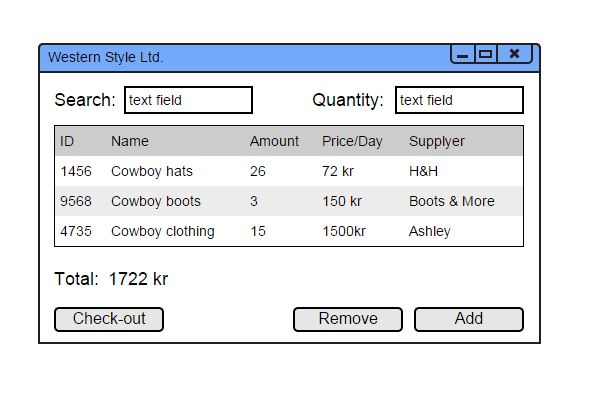 Western Style Ltd.
Search: text field Quantity: text field
ID Name Amount Price/Day Supplyer
1456 Cowboy hats 26 72 kr H&H
9568 Cowboy boots 3 150 kr Boots & More
4735 Cowboy clothing 15 1500kr Ashley
Total: 1722 kr
Check-out Remove Add